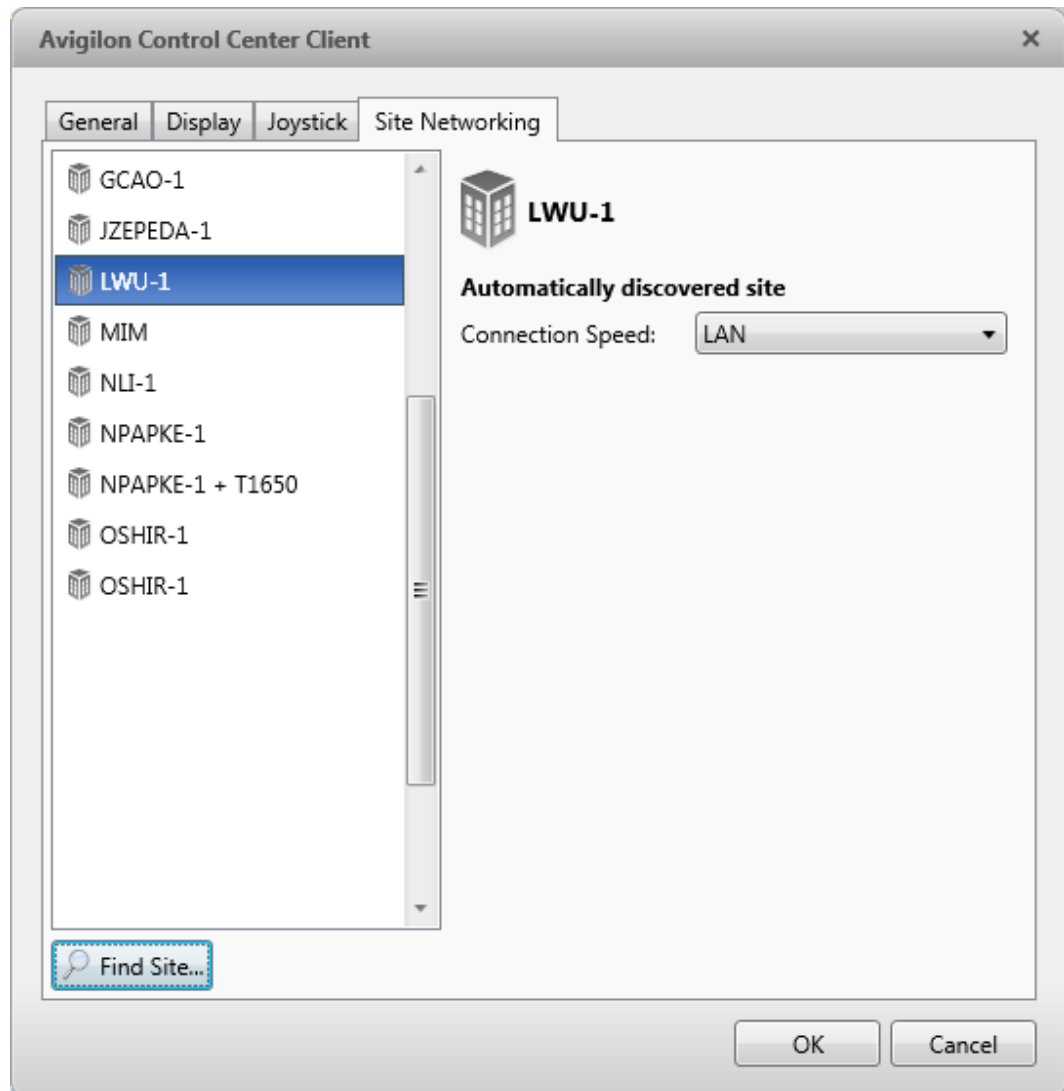 Avigilon Control Center Client
General Display Joystick Site Networking
GCAO-1
JZEPEDA-1
LWU-1
MIM
NLI-1
NPAPKE-1
NPAPKE-1 + T1650
OSHIR-1
OSHIR-1
LWU-1
Automatically discovered site
Connection Speed: LAN
Find Site...
OK Cancel